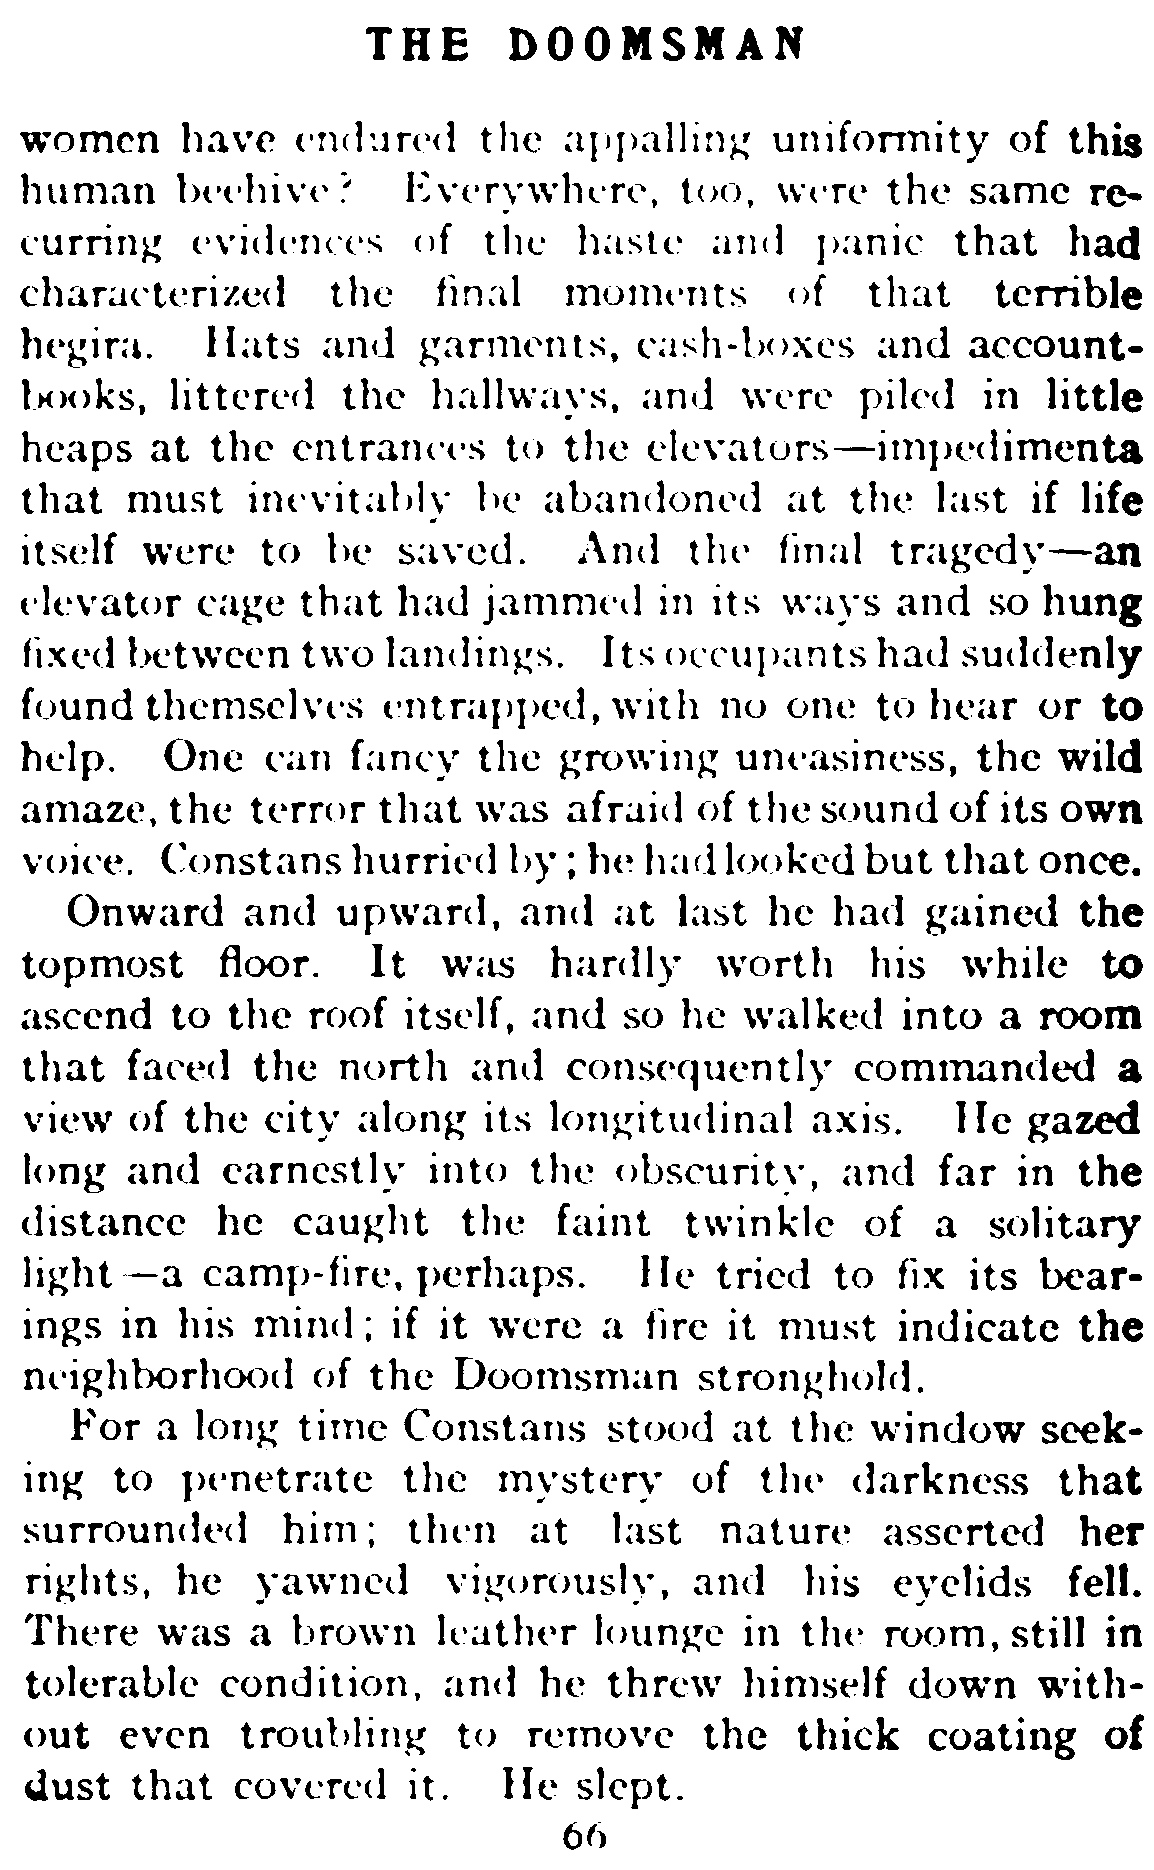 THE DOOMSMAN
women have endured the appalling uniformity of this
human beehive? Everywhere, too, were the same re-
curring evidences of the haste and panic that had
characterized the final moments of that terrible
hegira. Hats and garments, cash-boxes and account-
books, littered the hallways, and were piled in little
heaps at the entrances to the elevators—impedimenta
that must inevitably be abandoned at the last if life
itself were to be saved. And the final tragedy—an
elevator cage that had jammed in its ways and so hung
fixed between two landings. Its occupants had suddenly
found themselves entrapped, with no one to hear or to
help. One can fancy the growing uneasiness, the wild
amaze, the terror that was afraid of the sound of its own
voice. Constans hurried by; he had looked but that once.
Onward and upward, and at last he had gained the
topmost floor. It was hardly worth his while to
ascend to the roof itself, and so he walked into a room
that faced the north and consequently commanded a
view of the city along its longitudinal axis. He gazed
long and earnestly into the obscurity, and far in the
distance he caught the faint twinkle of a solitary
light—a camp-fire, perhaps. He tried to fix its bear-
ings in his mind; if it were a fire it must indicate the
neighborhood of the Doomsman stronghold.
For a long time Constans stood at the window seek-
ing to penetrate the mystery of the darkness that
surrounded him; then at last nature asserted her
rights, he yawned vigorously, and his eyelids fell.
There was a brown leather lounge in the room, still in
tolerable condition, and he threw himself down with-
out even troubling to remove the thick coating of
dust that covered it. He slept.
66